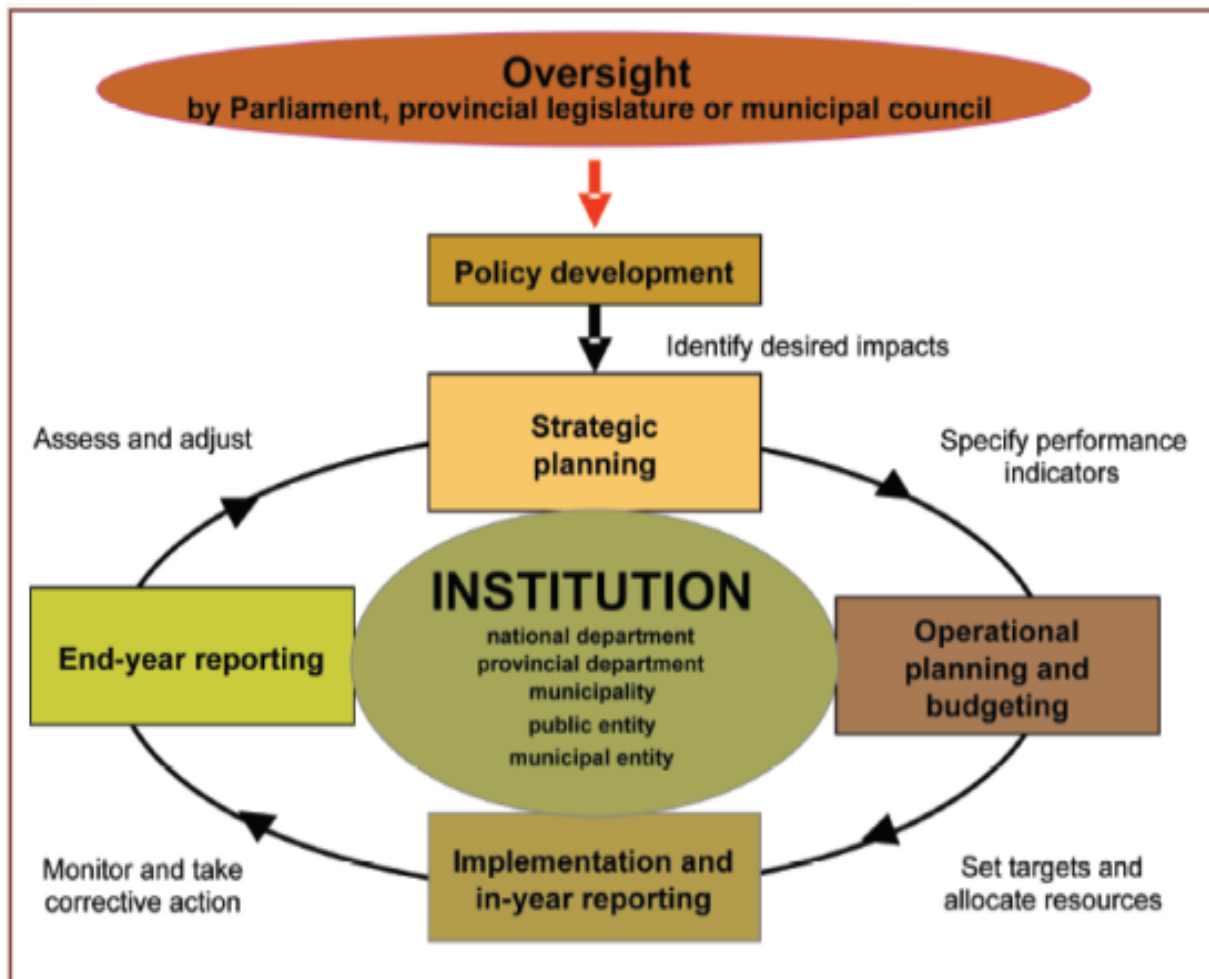 Oversight
by Parliament, provincial legislature or municipal council
Policy development
Identify desired impacts
Strategic
planning
Assess and adjust
Specify performance
indicators
INSTITUTION
national department
provincial department
municipality
public entity
municipal entity
End-year reporting
Operational
planning and
budgeting
Implementation and
in-year reporting
Monitor and take
corrective action
Set targets and
allocate resources